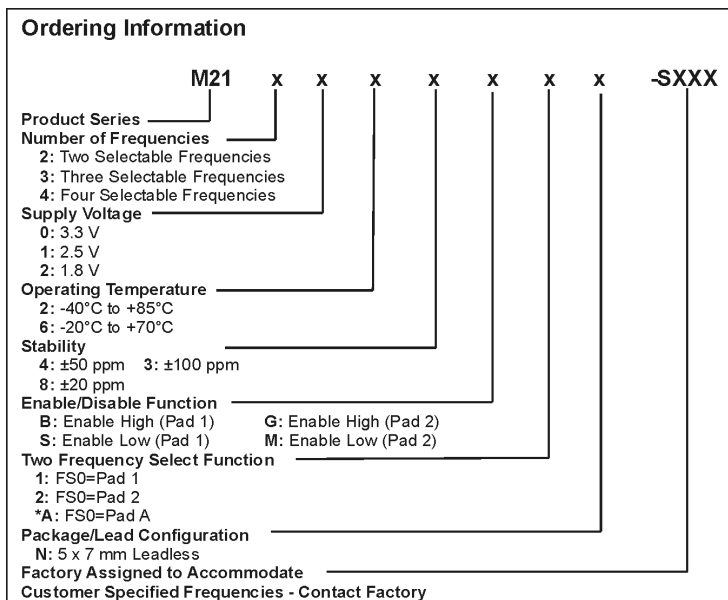 Ordering Information
M21 x x x x x x x -SXXX
Product Series
Number of Frequencies
2: Two Selectable Frequencies
3: Three Selectable Frequencies
4: Four Selectable Frequencies
Supply Voltage
0: 3.3 V
1: 2.5 V
2: 1.8 V
Operating Temperature
2: -40°C to +85°C
6: -20°C to +70°C
Stability
4: ±50 ppm 3: ±100 ppm
8: ±20 ppm
Enable/Disable Function
B: Enable High (Pad 1) G: Enable High (Pad 2)
S: Enable Low (Pad 1) M: Enable Low (Pad 2)
Two Frequency Select Function
1: FS0=Pad 1
2: FS0=Pad 2
*A: FS0=Pad A
Package/Lead Configuration
N: 5 x 7 mm Leadless
Factory Assigned to Accommodate
Customer Specified Frequencies - Contact Factory